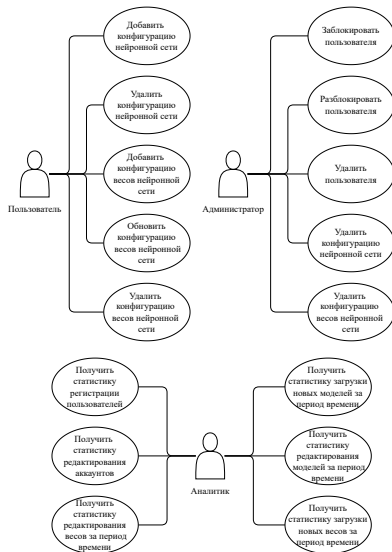 Добавить
конфигурацию
нейронной сети
Удалить
конфигурацию
нейронной сети
Добавить
конфигурацию
весов нейронной
сети
Пользователь
Обновить
конфигурацию
весов нейронной
сети
Удалить
конфигурацию
весов нейронной
сети
Заблокировать
пользователя
Разблокировать
пользователя
Удалить
пользователя
Администратор
Удалить
конфигурацию
нейронной сети
Удалить
конфигурацию
весов нейронной
сети
Получить
статистику
регистрации
пользователей
Получить
статистику
редактирования
аккаунтов
Получить
статистику
редактирования
весов за период
времени
Аналитик
Получить
статистику загрузки
новых моделей за
период времени
Получить
статистику
редактирования
моделей за период
времени
Получить
статистику загрузки
новых весов за
период времени